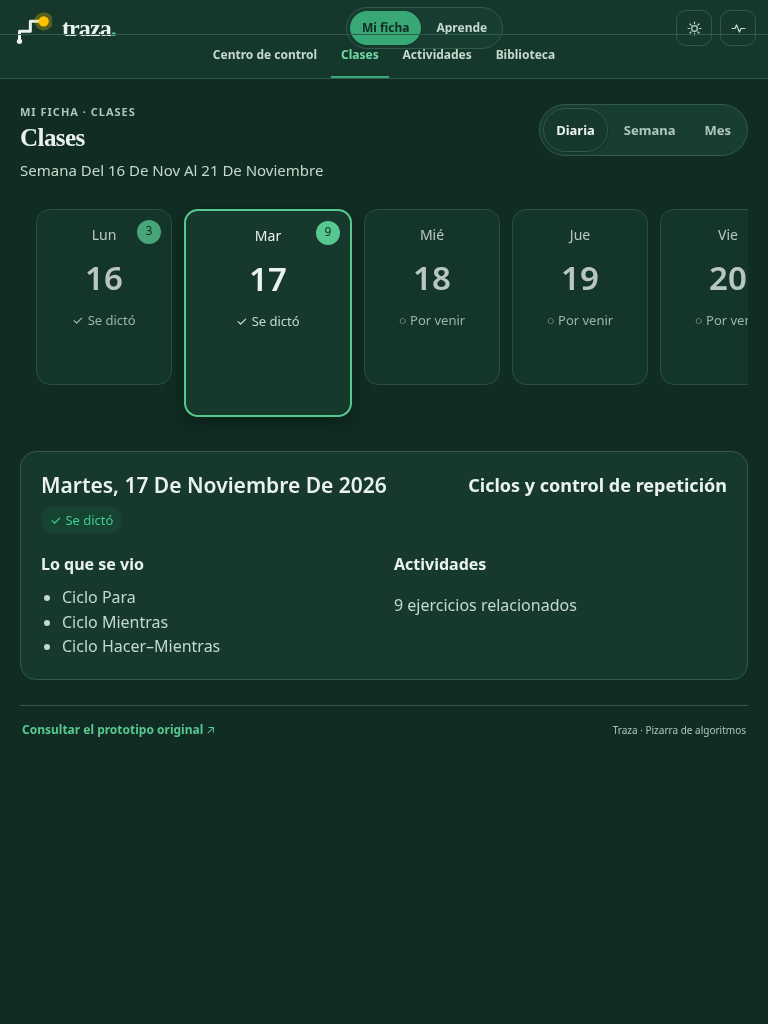 traza.
Mi ficha Aprende
Centro de control Clases Actividades Biblioteca
MI FICHA · CLASES
Clases
Semana Del 16 De Nov Al 21 De Noviembre
Diaria Semana Mes
Lun 3
16
✓ Se dictó
Mar 9
17
✓ Se dictó
Mié
18
○ Por venir
Jue
19
○ Por venir
Vie
20
○ Por ven
Martes, 17 De Noviembre De 2026
Ciclos y control de repetición
✓ Se dictó
Lo que se vio
• Ciclo Para
• Ciclo Mientras
• Ciclo Hacer–Mientras
Actividades
9 ejercicios relacionados
Consultar el prototipo original ↗
Traza · Pizarra de algoritmos